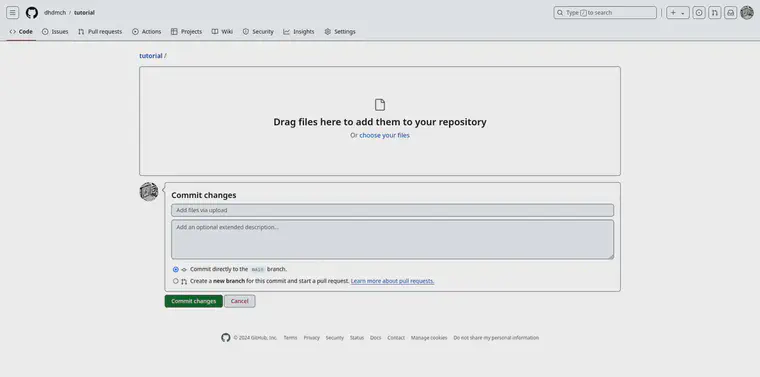 dhdmch / tutorial
Type / to search
Code Issues Pull requests Actions Projects Wiki Security Insights Settings
tutorial /
Drag files here to add them to your repository
Or choose your files
Commit changes
Add files via upload
Add an optional extended description...
Commit directly to the main branch.
Create a new branch for this commit and start a pull request. Learn more about pull requests.
Commit changes Cancel
© 2024 GitHub, Inc. Terms Privacy Security Status Docs Contact Manage cookies Do not share my personal information